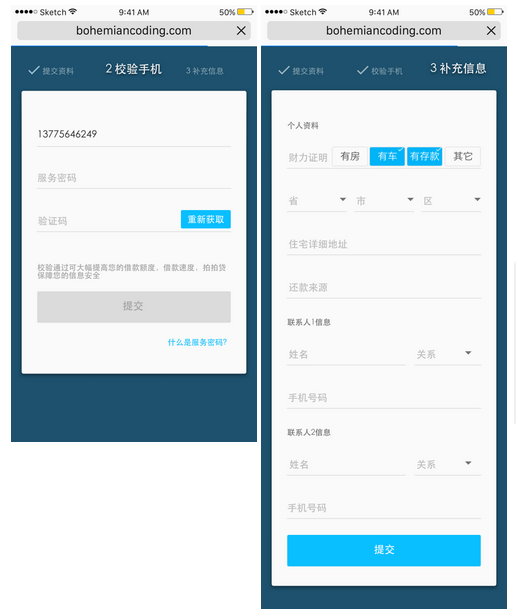 Sketch 9:41 AM 50%
bohemiancoding.com
提交资料 2 校验手机 3 补充信息
13775646249
服务密码
验证码 重新获取
校验通过可大幅提高您的借款额度、借款速度，拍拍贷
保障您的信息安全
提交
什么是服务密码?
Sketch 9:41 AM 50%
bohemiancoding.com
提交资料 校验手机 3 补充信息
个人资料
财力证明 有房 有车 有存款 其它
省 市 区
住宅详细地址
还款来源
联系人1信息
姓名 关系
手机号码
联系人2信息
姓名 关系
手机号码
提交